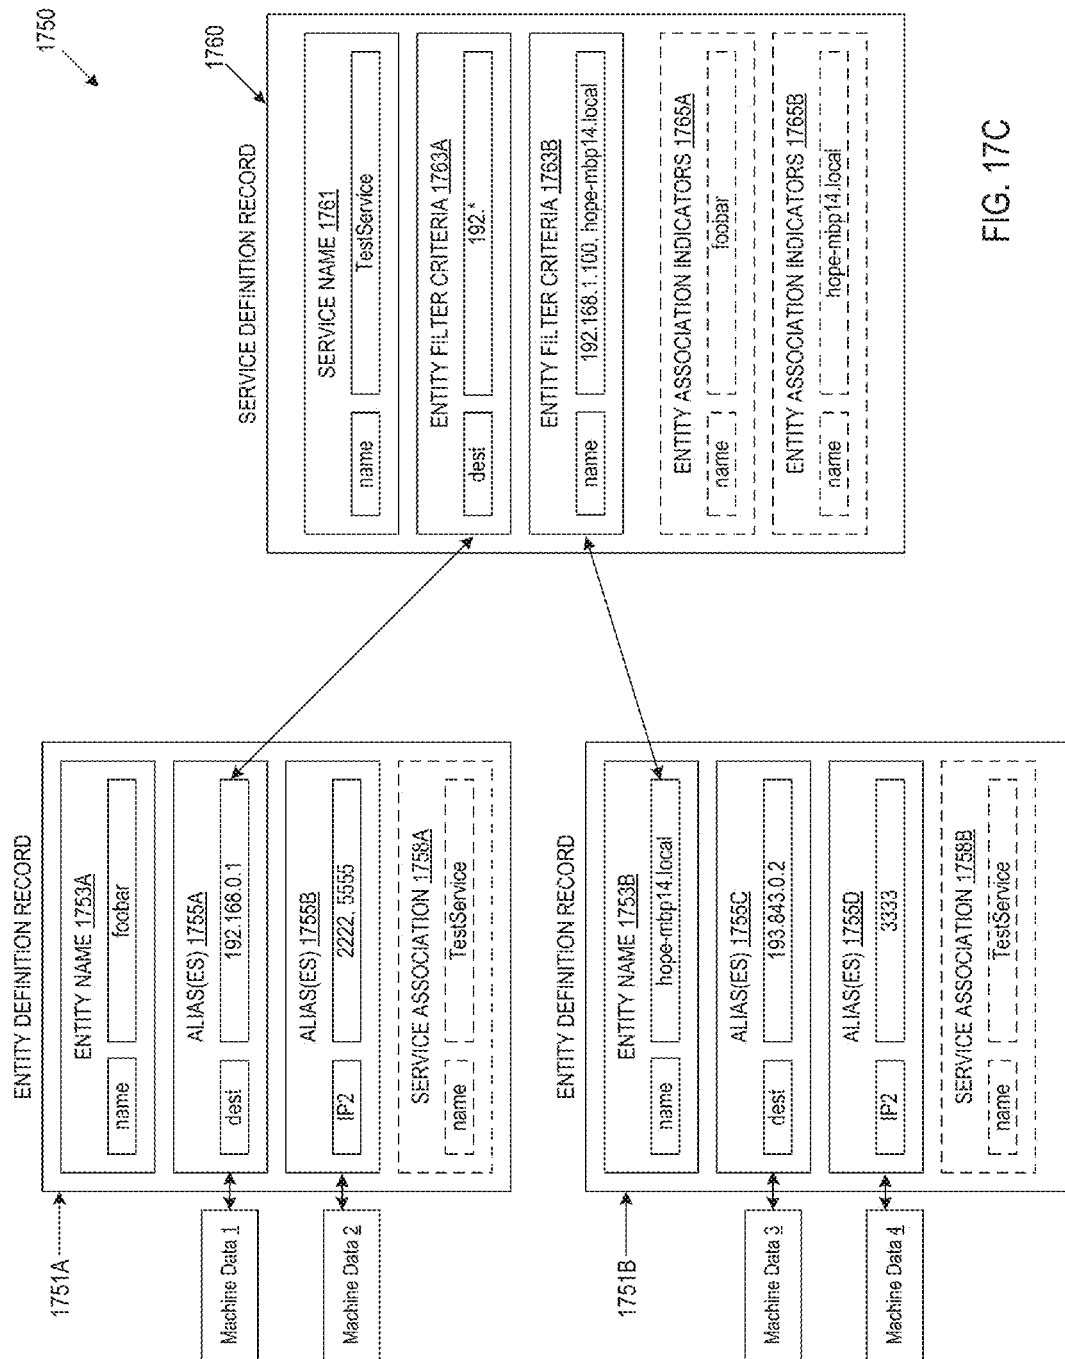 1750
1751A
ENTITY DEFINITION RECORD
ENTITY NAME 1753A
name
foobar
ALIAS(ES) 1755A
dest
192.168.0.1
ALIAS(ES) 1755B
IP2
2222, 5555
SERVICE ASSOCIATION 1758A
name
TestService
Machine Data 1
Machine Data 2
1751B
ENTITY DEFINITION RECORD
ENTITY NAME 1753B
name
hope-mbp14.local
ALIAS(ES) 1755C
dest
193.843.0.2
ALIAS(ES) 1755D
IP2
3333
SERVICE ASSOCIATION 1758B
name
TestService
Machine Data 3
Machine Data 4
SERVICE DEFINITION RECORD
1760
SERVICE NAME 1761
name
TestService
ENTITY FILTER CRITERIA 1763A
dest
192.*
ENTITY FILTER CRITERIA 1763B
name
192.168.1.100, hope-mbp14.local
ENTITY ASSOCIATION INDICATORS 1765A
name
foobar
ENTITY ASSOCIATION INDICATORS 1765B
name
hope-mbp14.local
FIG. 17C